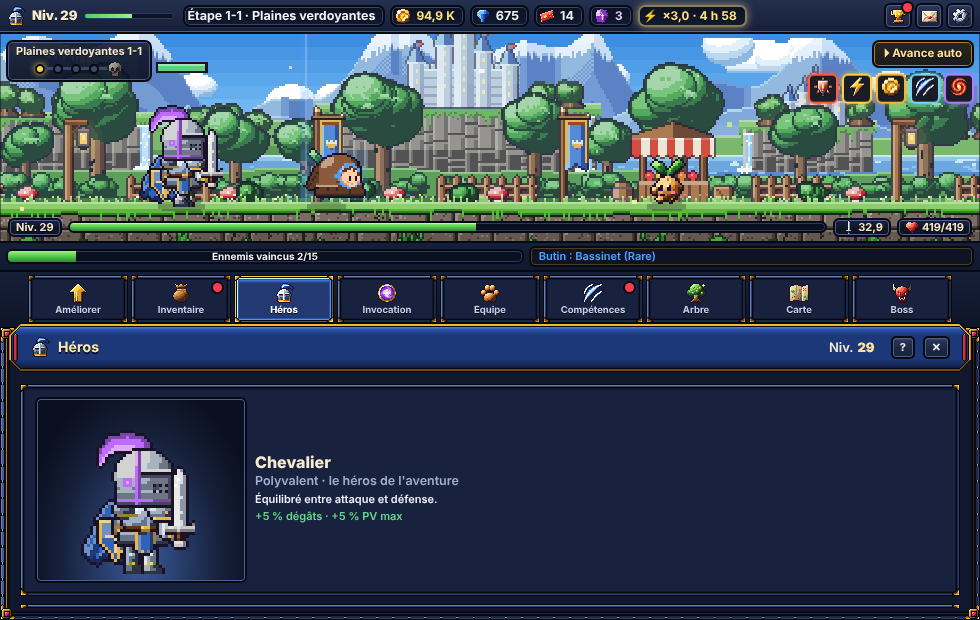 Niv. 29
Étape 1-1 · Plaines verdoyantes
94,9 K
675
14
3
×3,0 · 4 h 58
Plaines verdoyantes 1-1
Avance auto
Niv. 29
32,9
419/419
Ennemis vaincus 2/15
Butin : Bassinet (Rare)
Améliorer
Inventaire
Héros
Invocation
Equipe
Compétences
Arbre
Carte
Boss
Héros
Niv. 29
?
×
Chevalier
Polyvalent · le héros de l'aventure
Équilibré entre attaque et défense.
+5 % dégâts · +5 % PV max